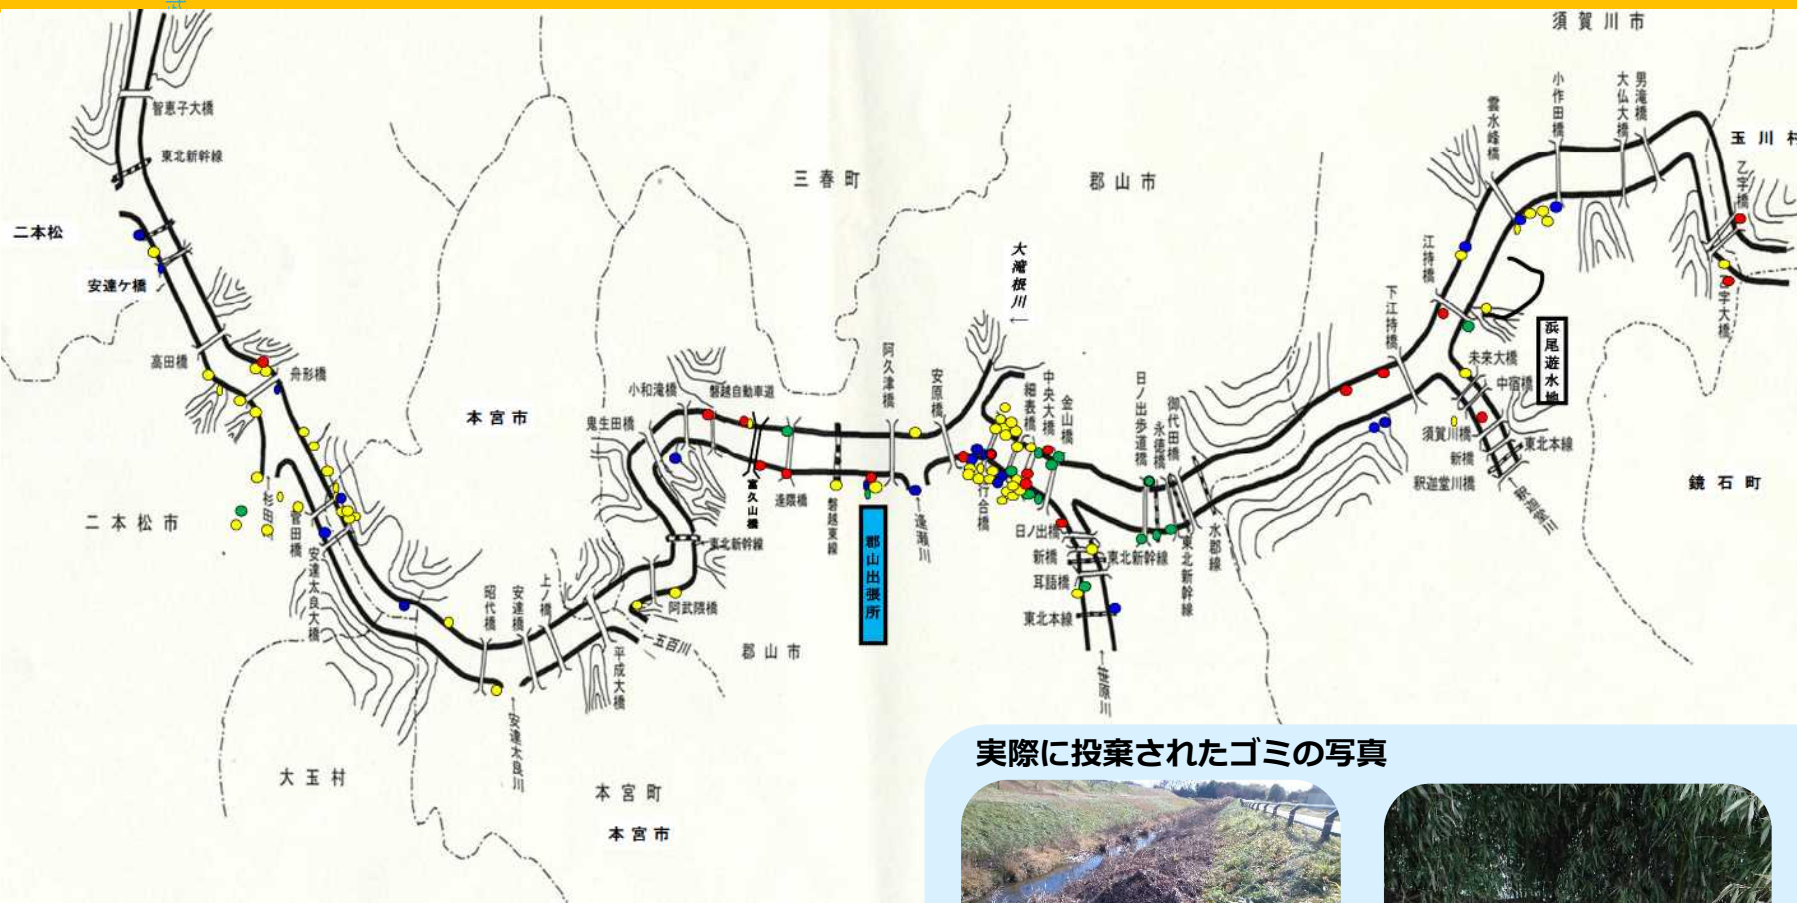 須賀川市
智恵子大橋
東北新幹線
二本松
安達ケ橋
高田橋
舟形橋
本宮市
二本松市
杉田川
菅田橋
安達太良大橋
昭代橋
安達橋
上ノ橋
平成大橋
五百川
阿武隈橋
東北新幹線
鬼生田橋
小和滝橋
磐越自動車道
富久山橋
逢隈橋
磐越東線
郡山出張所
阿久津橋
安原橋
逢瀬川
三春町
大滝根川
行合橋
細表橋
中央大橋
金山橋
郡山市
日ノ出橋
新橋
耳語橋
東北本線
東北新幹線
笹原川
日ノ出歩道橋
永徳橋
御代田橋
東北新幹線
水郡線
下江持橋
江持橋
雲水峰橋
小作田橋
大仏大橋
男滝橋
玉川村
乙字橋
乙字大橋
浜尾遊水地
未来大橋
中宿橋
須賀川橋
新橋
東北本線
釈迦堂川橋
釈迦堂川
鏡石町
郡山市
安達太良川
大玉村
本宮町
本宮市
実際に投棄されたゴミの写真